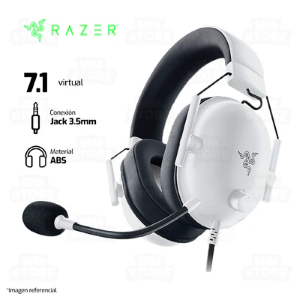 RAZER
7.1 virtual
Conexión
Jack 3.5mm
Material
ABS
*Imagen referencial